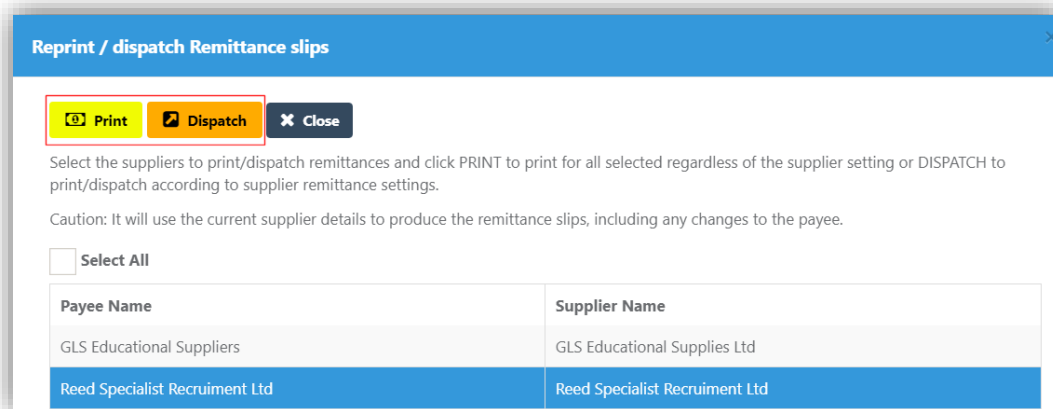 Reprint / dispatch Remittance slips
Print Dispatch Close
Select the suppliers to print/dispatch remittances and click PRINT to print for all selected regardless of the supplier setting or DISPATCH to
print/dispatch according to supplier remittance settings.
Caution: It will use the current supplier details to produce the remittance slips, including any changes to the payee.
Select All
Payee Name Supplier Name
GLS Educational Suppliers GLS Educational Supplies Ltd
Reed Specialist Recruiment Ltd Reed Specialist Recruiment Ltd